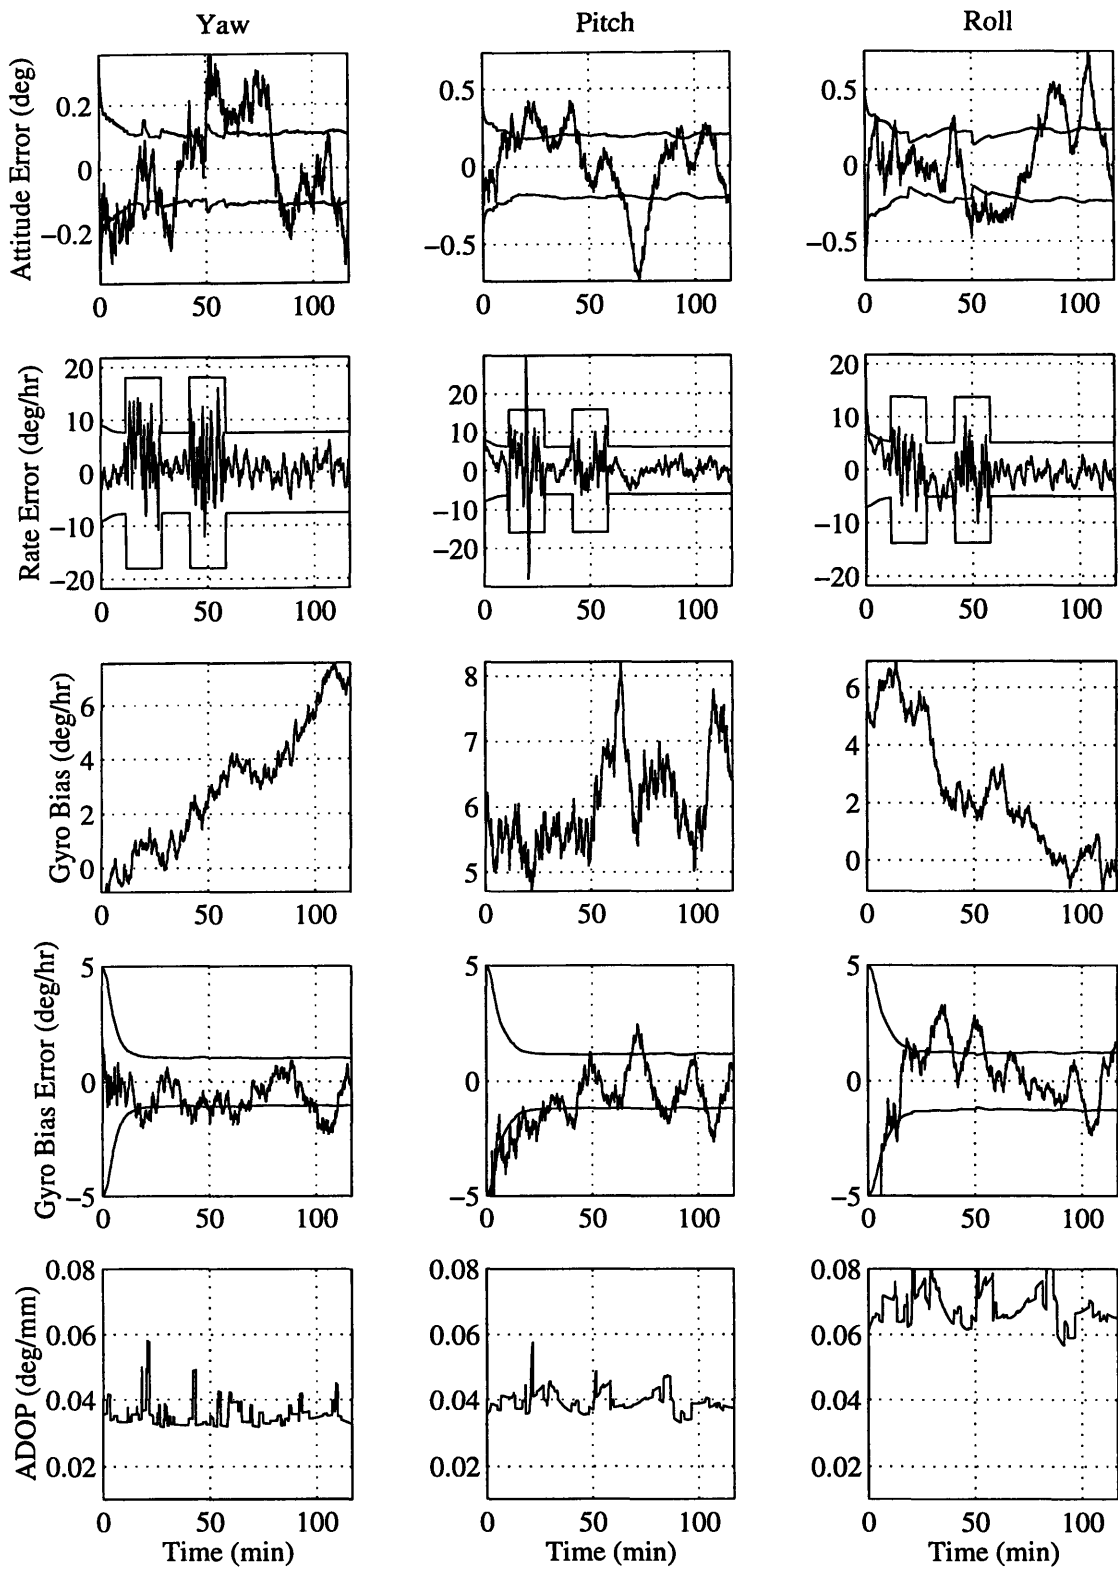 Yaw Pitch Roll
Attitude Error (deg)
0.2
0
−0.2
0 50 100
0.5
0
−0.5
0 50 100
0.5
0
−0.5
0 50 100
Rate Error (deg/hr)
20
10
0
−10
−20
0 50 100
20
10
0
−10
−20
0 50 100
20
10
0
−10
−20
0 50 100
Gyro Bias (deg/hr)
6
4
2
0
0 50 100
8
7
6
5
0 50 100
6
4
2
0
0 50 100
Gyro Bias Error (deg/hr)
5
0
−5
0 50 100
5
0
−5
0 50 100
5
0
−5
0 50 100
ADOP (deg/mm)
0.08
0.06
0.04
0.02
0 50 100
Time (min)
0.08
0.06
0.04
0.02
0 50 100
Time (min)
0.08
0.06
0.04
0.02
0 50 100
Time (min)